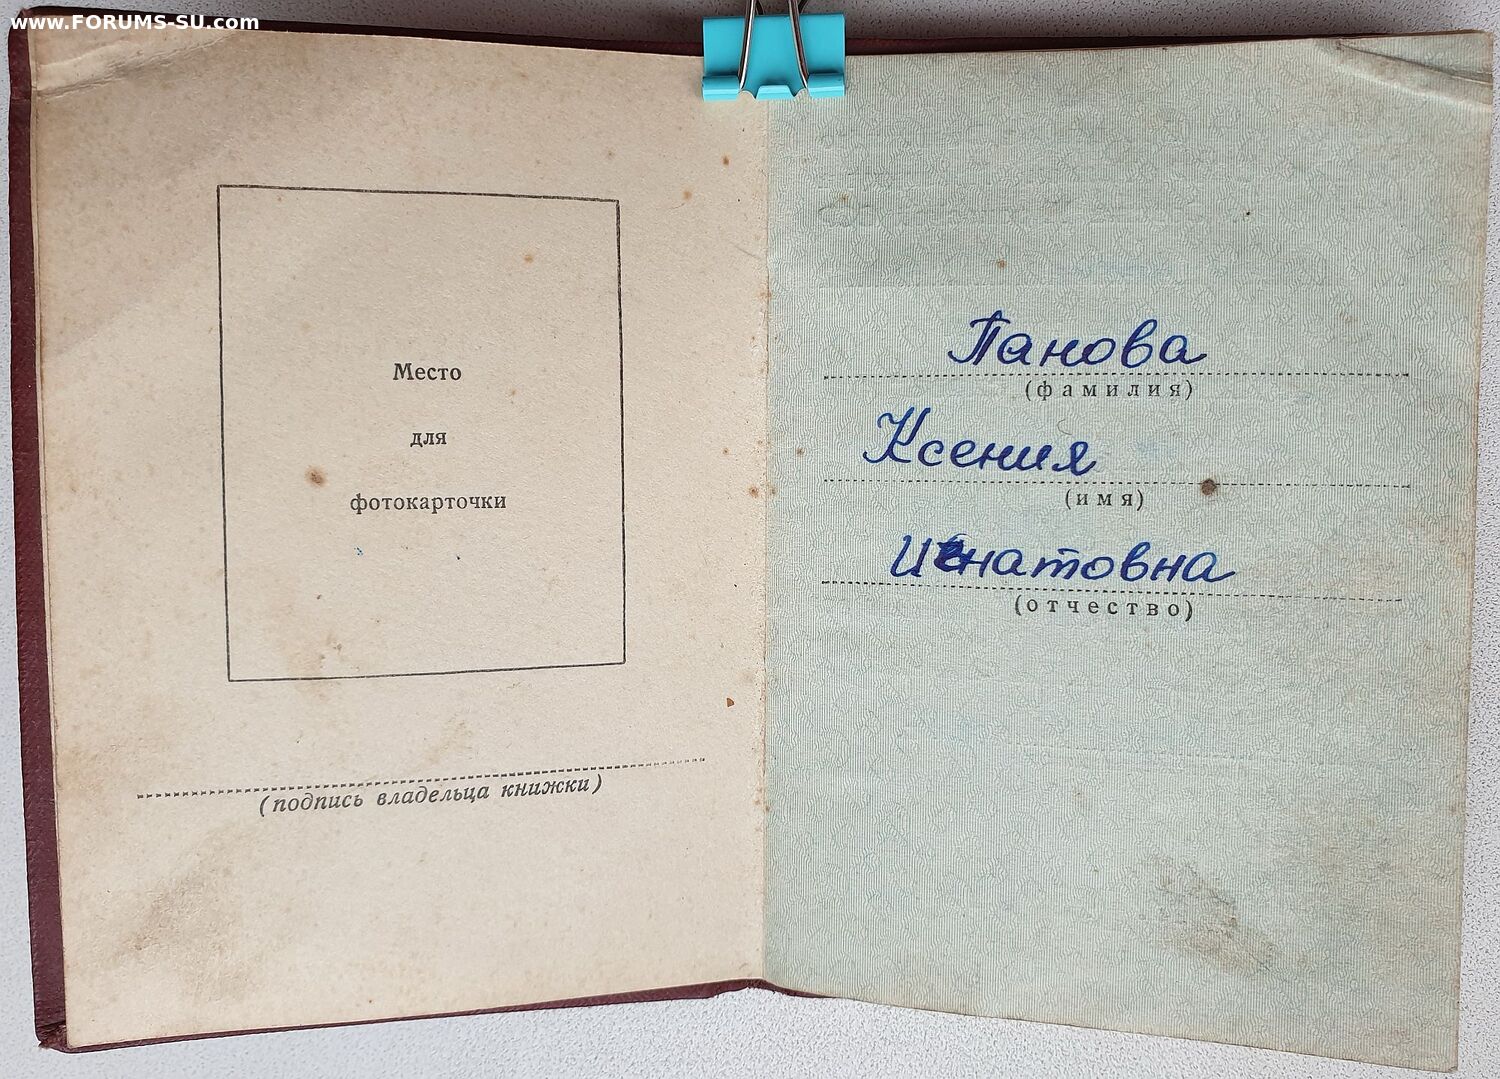 www.FORUMS-SU.com
Место
для
фотокарточки
(подпись владельца книжки)
Панова
(фамилия)
Ксения
(имя)
Игнатовна
(отчество)